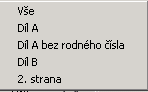 Vše
Díl A
Díl A bez rodného čísla
Díl B
2. strana